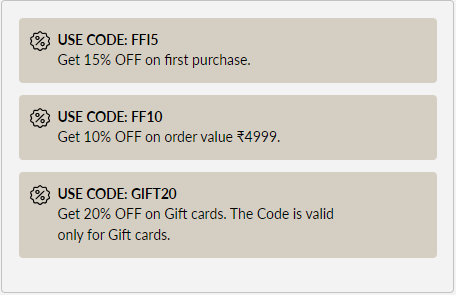 USE CODE: FFI5
Get 15% OFF on first purchase.
USE CODE: FF10
Get 10% OFF on order value ₹4999.
USE CODE: GIFT20
Get 20% OFF on Gift cards. The Code is valid
only for Gift cards.